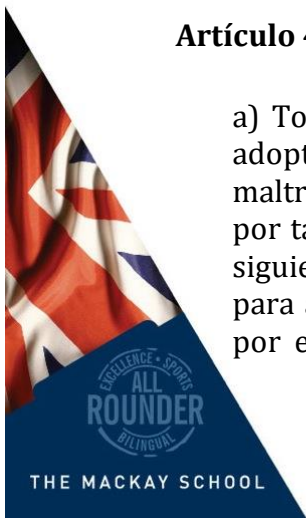 Artículo 4
a) To
adopt
maltr
por ta
siguie
para
por e
EXCELLENCE • SPORTS
ALL
ROUNDER
BILINGUAL
THE MACKAY SCHOOL